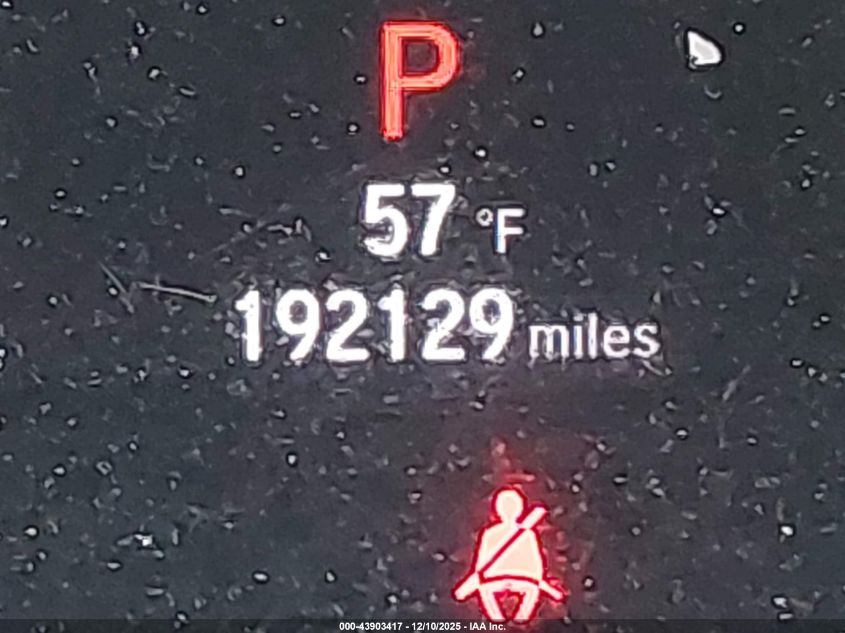 P
57 °F
192129 miles
000-43903417 - 12/10/2025 - IAA Inc.